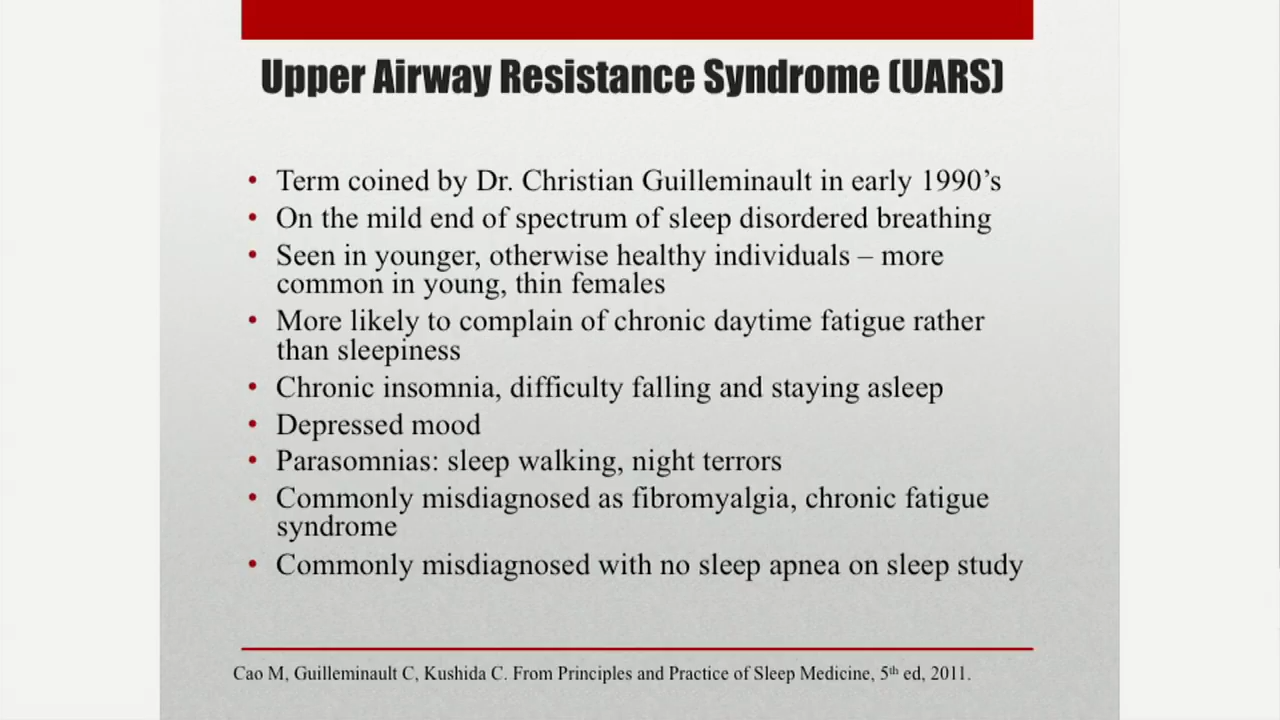 Upper Airway Resistance Syndrome (UARS)
• Term coined by Dr. Christian Guilleminault in early 1990’s
• On the mild end of spectrum of sleep disordered breathing
• Seen in younger, otherwise healthy individuals – more
common in young, thin females
• More likely to complain of chronic daytime fatigue rather
than sleepiness
• Chronic insomnia, difficulty falling and staying asleep
• Depressed mood
• Parasomnias: sleep walking, night terrors
• Commonly misdiagnosed as fibromyalgia, chronic fatigue
syndrome
• Commonly misdiagnosed with no sleep apnea on sleep study
Cao M, Guilleminault C, Kushida C. From Principles and Practice of Sleep Medicine, 5th ed, 2011.